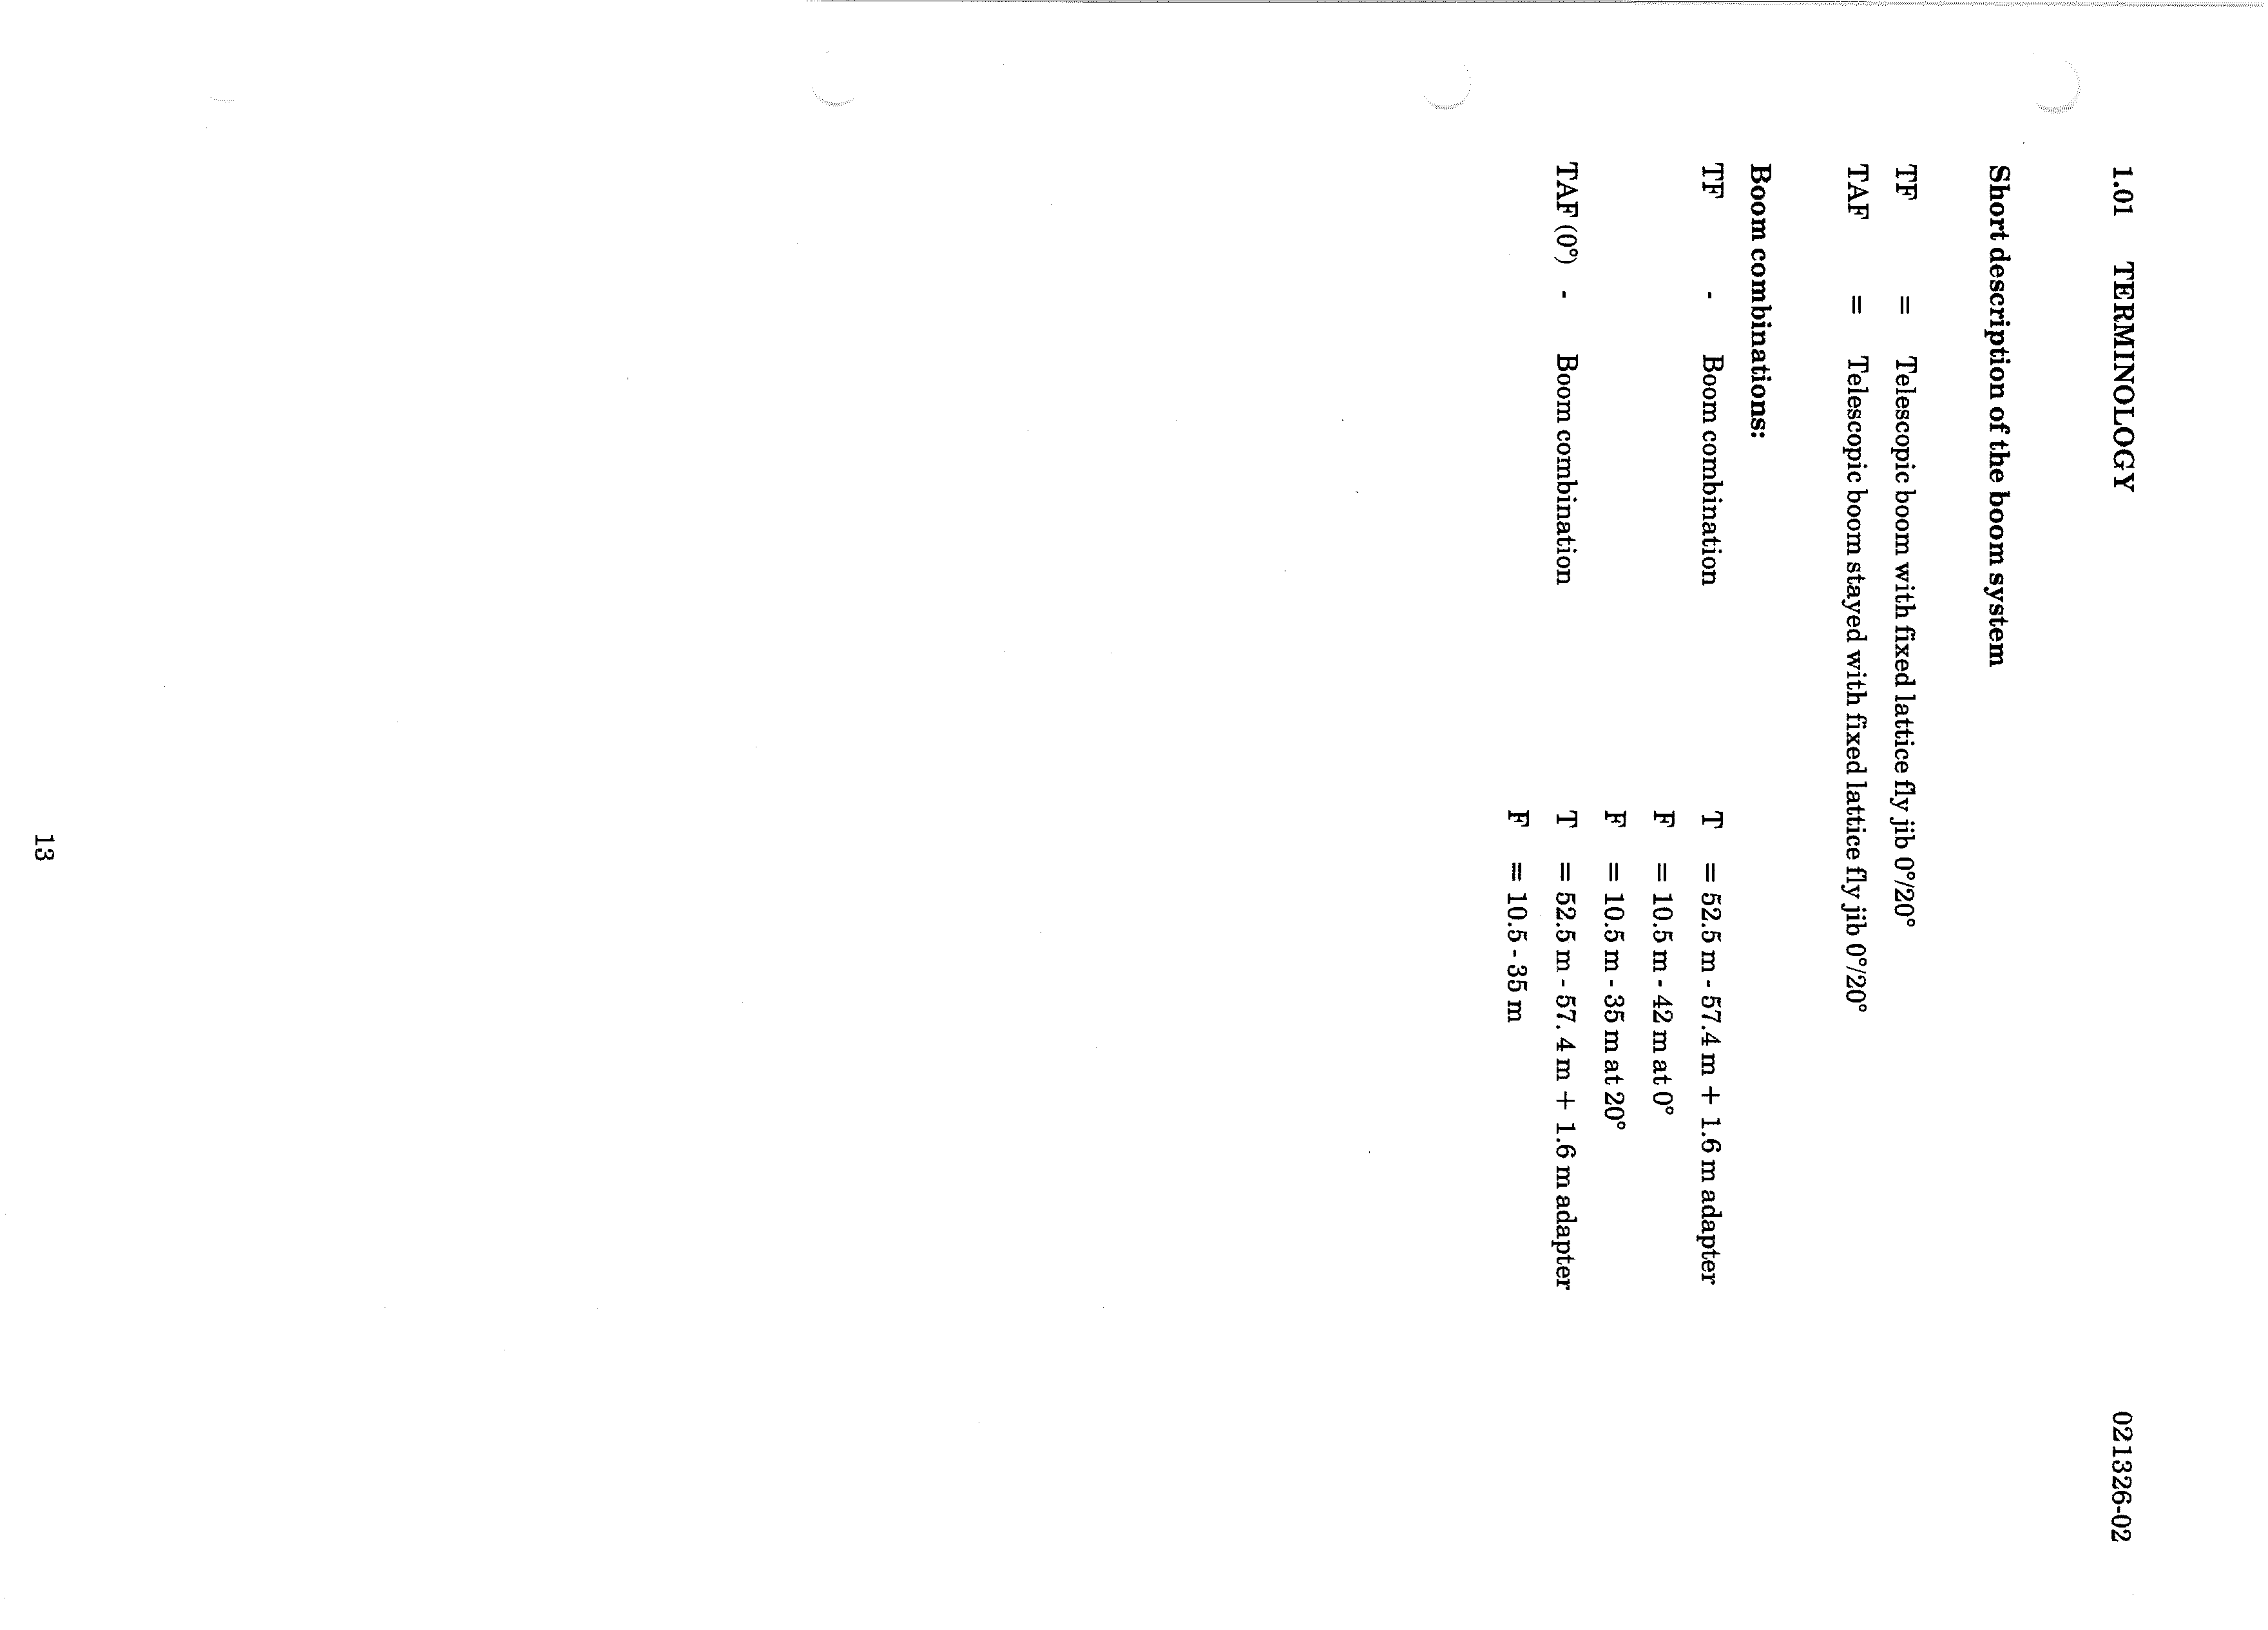 1.01 TERMINOLOGY 021326-02
Short description of the boom system
TF = Telescopic boom with fixed lattice fly jib 0°/20°
TAF = Telescopic boom stayed with fixed lattice fly jib 0°/20°
Boom combinations:
TF - Boom combination T = 52.5 m - 57.4 m + 1.6 m adapter
F = 10.5 m - 42 m at 0°
F = 10.5 m - 35 m at 20°
TAF (0°) - Boom combination T = 52.5 m - 57. 4 m + 1.6 m adapter
F = 10.5 - 35 m
13